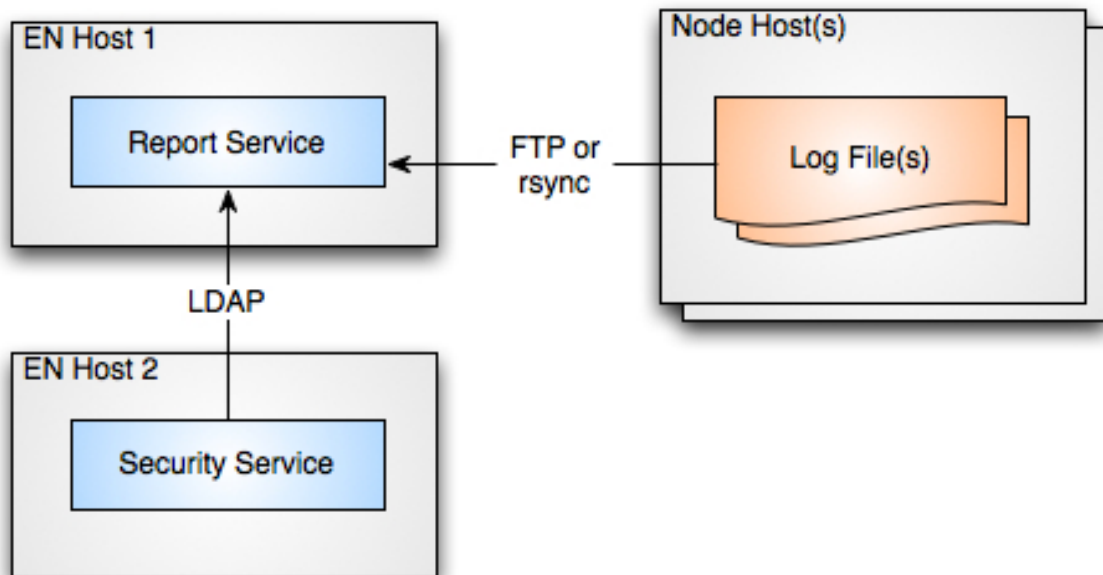 EN Host 1
Report Service
FTP or
rsync
Node Host(s)
Log File(s)
LDAP
EN Host 2
Security Service